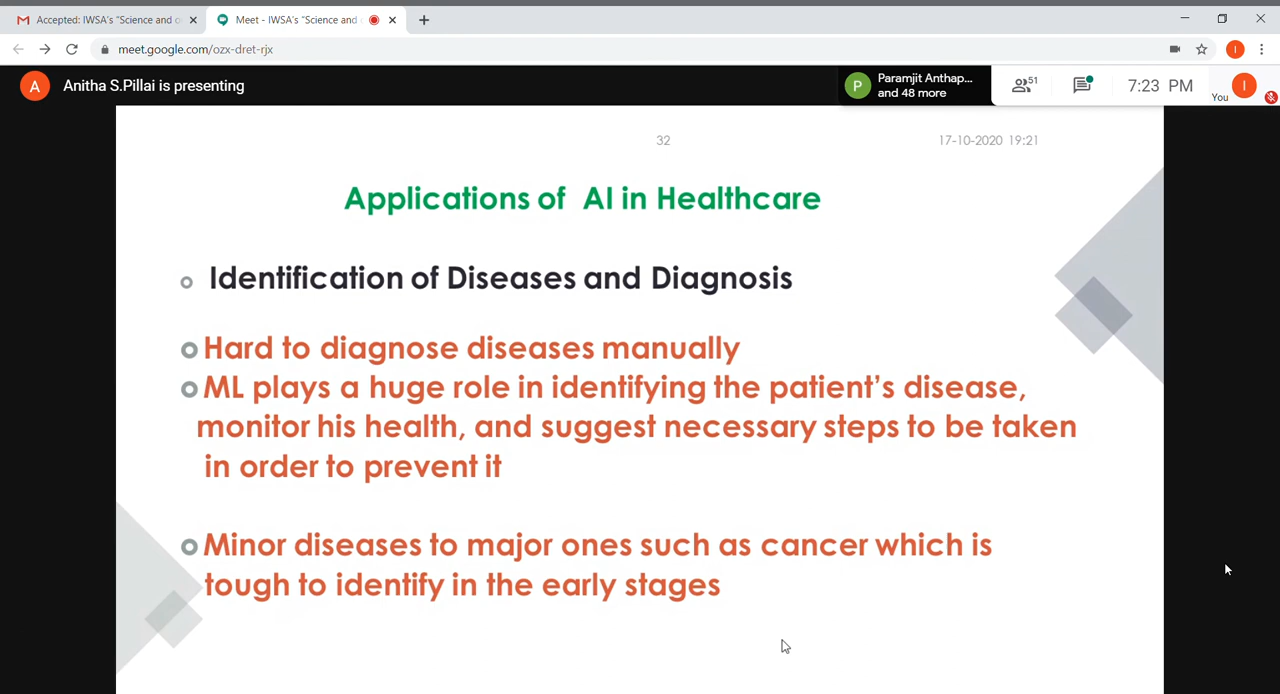 Accepted: IWSA's "Science and
Meet - IWSA's "Science and
meet.google.com/ozx-dret-rjx
A
Anitha S.Pillai is presenting
P
Paramjit Anthap...
and 48 more
51
7:23 PM
You
I
I
32
17-10-2020 19:21
Applications of AI in Healthcare
Identification of Diseases and Diagnosis
Hard to diagnose diseases manually
ML plays a huge role in identifying the patient's disease,
monitor his health, and suggest necessary steps to be taken
in order to prevent it
Minor diseases to major ones such as cancer which is
tough to identify in the early stages